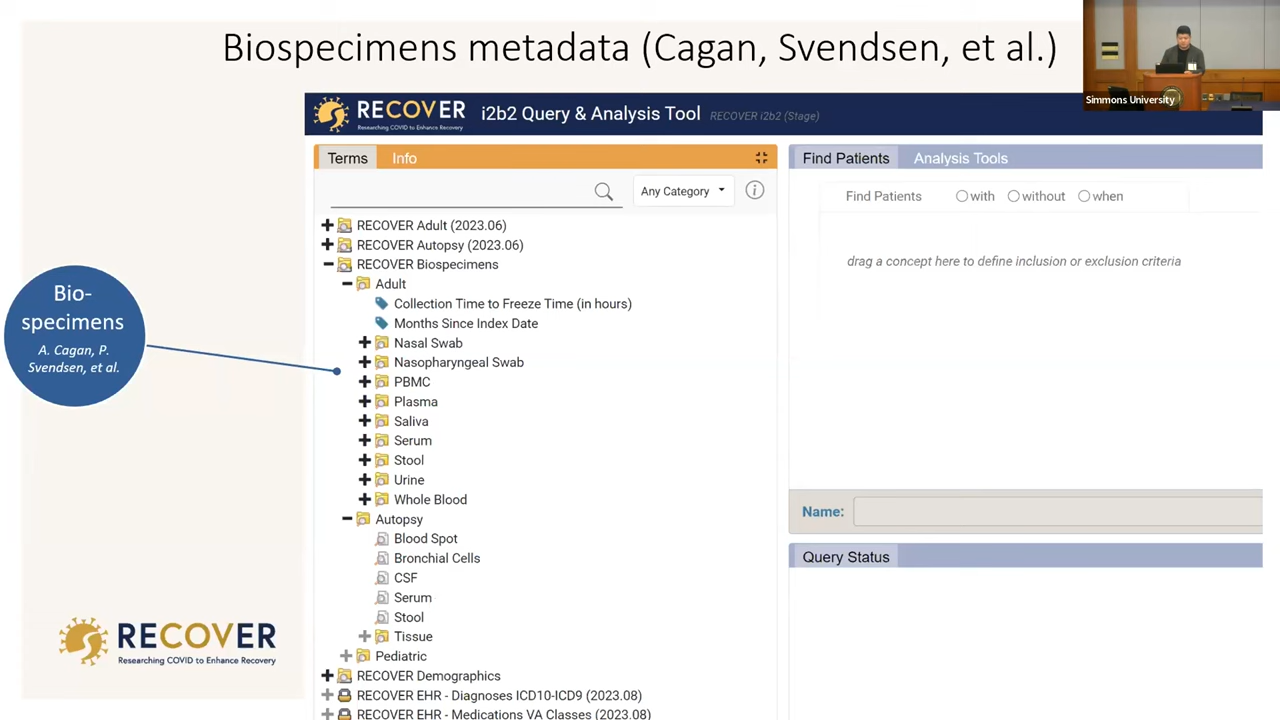 Biospecimens metadata (Cagan, Svendsen, et al.)
Simmons University
RECOVER
Researching COVID to Enhance Recovery
i2b2 Query & Analysis Tool RECOVER i2b2 (Stage)
Terms Info
Any Category
RECOVER Adult (2023.06)
RECOVER Autopsy (2023.06)
RECOVER Biospecimens
Adult
Collection Time to Freeze Time (in hours)
Months Since Index Date
Nasal Swab
Nasopharyngeal Swab
PBMC
Plasma
Saliva
Serum
Stool
Urine
Whole Blood
Autopsy
Blood Spot
Bronchial Cells
CSF
Serum
Stool
Tissue
Pediatric
RECOVER Demographics
RECOVER EHR - Diagnoses ICD10-ICD9 (2023.08)
RECOVER EHR - Medications VA Classes (2023.08)
Find Patients Analysis Tools
Find Patients with without when
drag a concept here to define inclusion or exclusion criteria
Name:
Query Status
Bio-
specimens
A. Cagan, P.
Svendsen, et al.
RECOVER
Researching COVID to Enhance Recovery